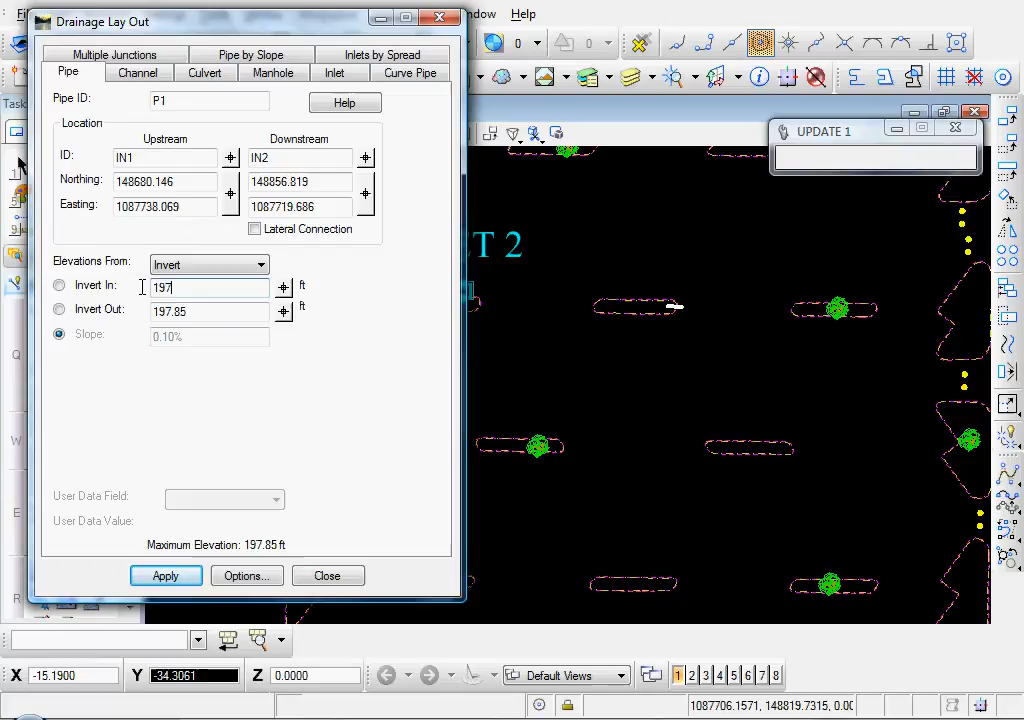 Drainage Lay Out
ndow Help
Multiple Junctions Pipe by Slope Inlets by Spread
0 0
Pipe Channel Culvert Manhole Inlet Curve Pipe
Task
Pipe ID: P1 Help
Location
UPDATE 1
Upstream Downstream
ID: IN1 IN2
Northing: 148680.146 148856.819
Easting: 1087738.069 1087719.686
Lateral Connection
T 2
Elevations From: Invert
Invert In: 197 ft
Invert Out: 197.85 ft
Slope: 0.10%
User Data Field:
User Data Value:
Maximum Elevation: 197.85 ft
Apply Options... Close
X -15.1900 Y -34.3061 Z 0.0000 Default Views 1 2 3 4 5 6 7 8
1087706.1571, 148819.7315, 0.00